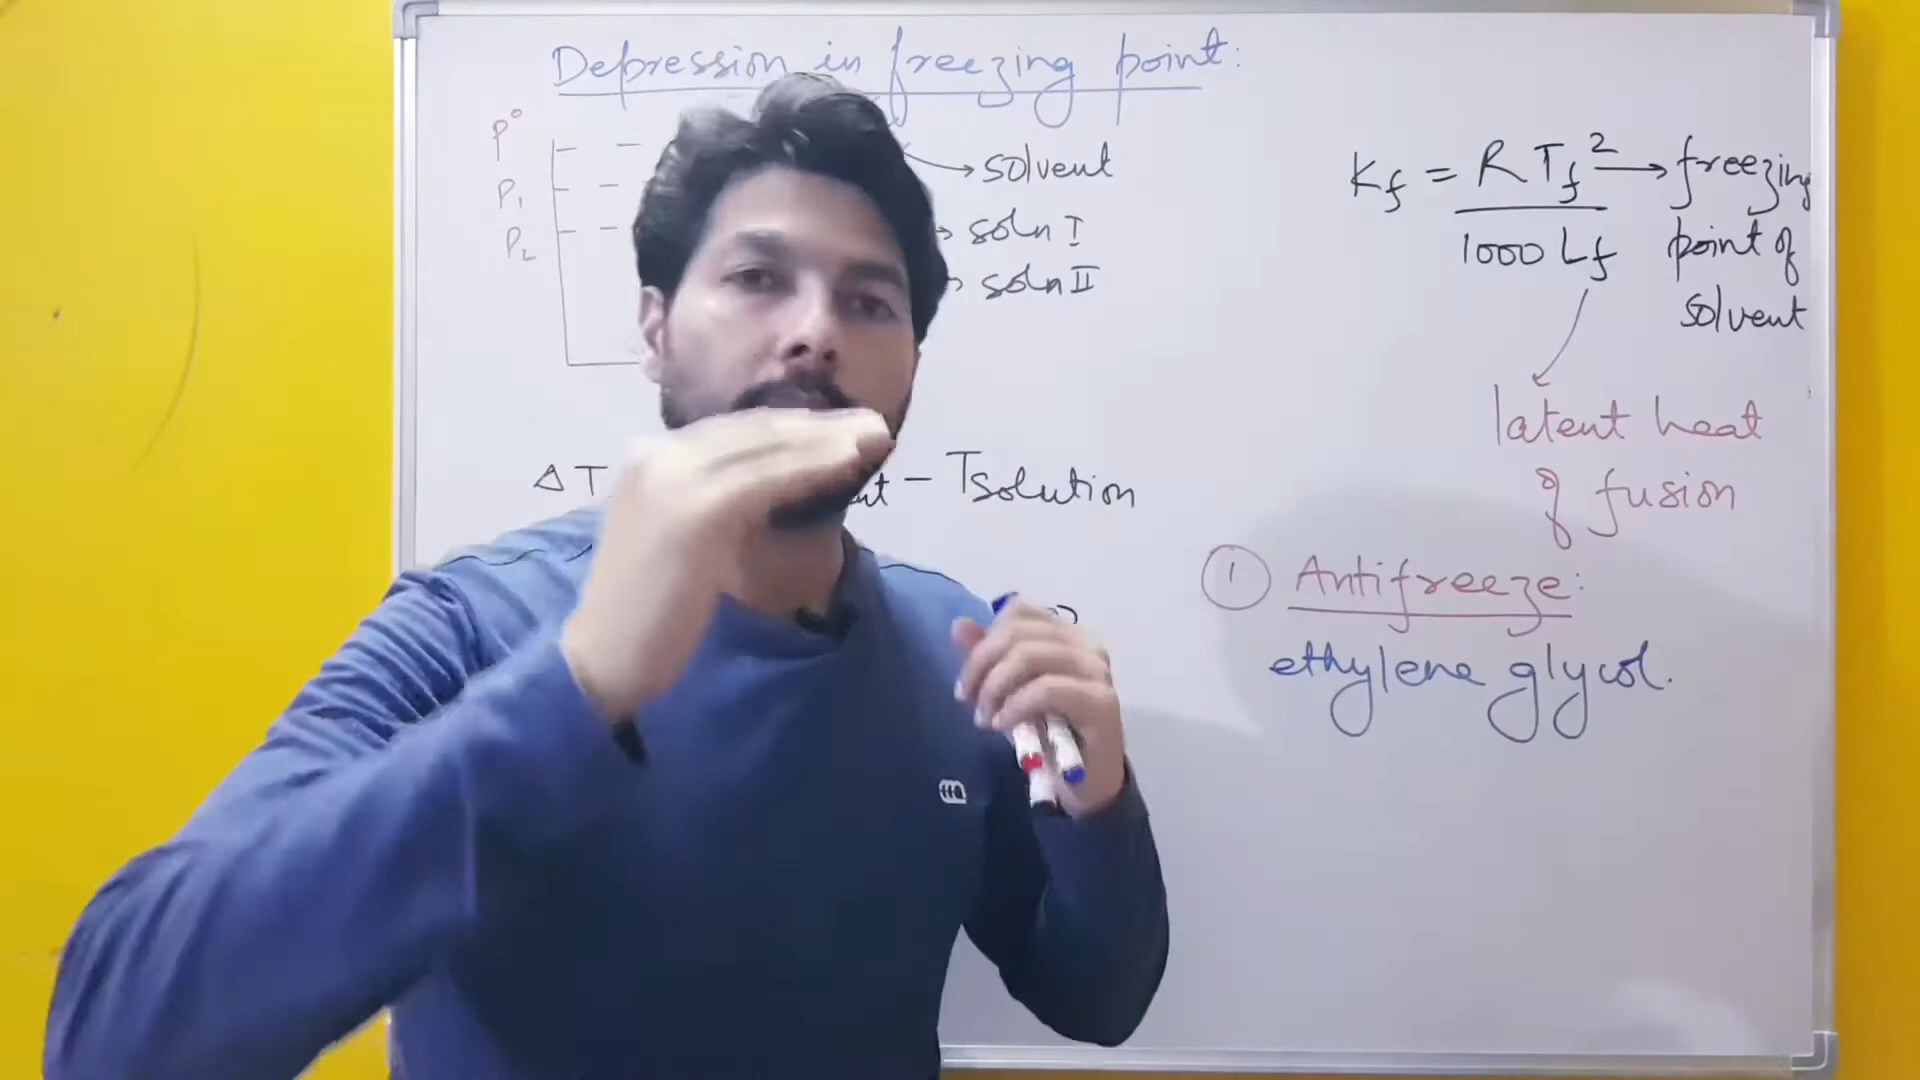 Depression in freezing point:
P°
P₁
P₂
→ solvent
→ soln I
soln II
ΔT
- Tsolution
Kf = R Tf² → freezing
1000 Lf point of
solvent
latent heat
of fusion
① Antifreeze:
ethylene glycol.